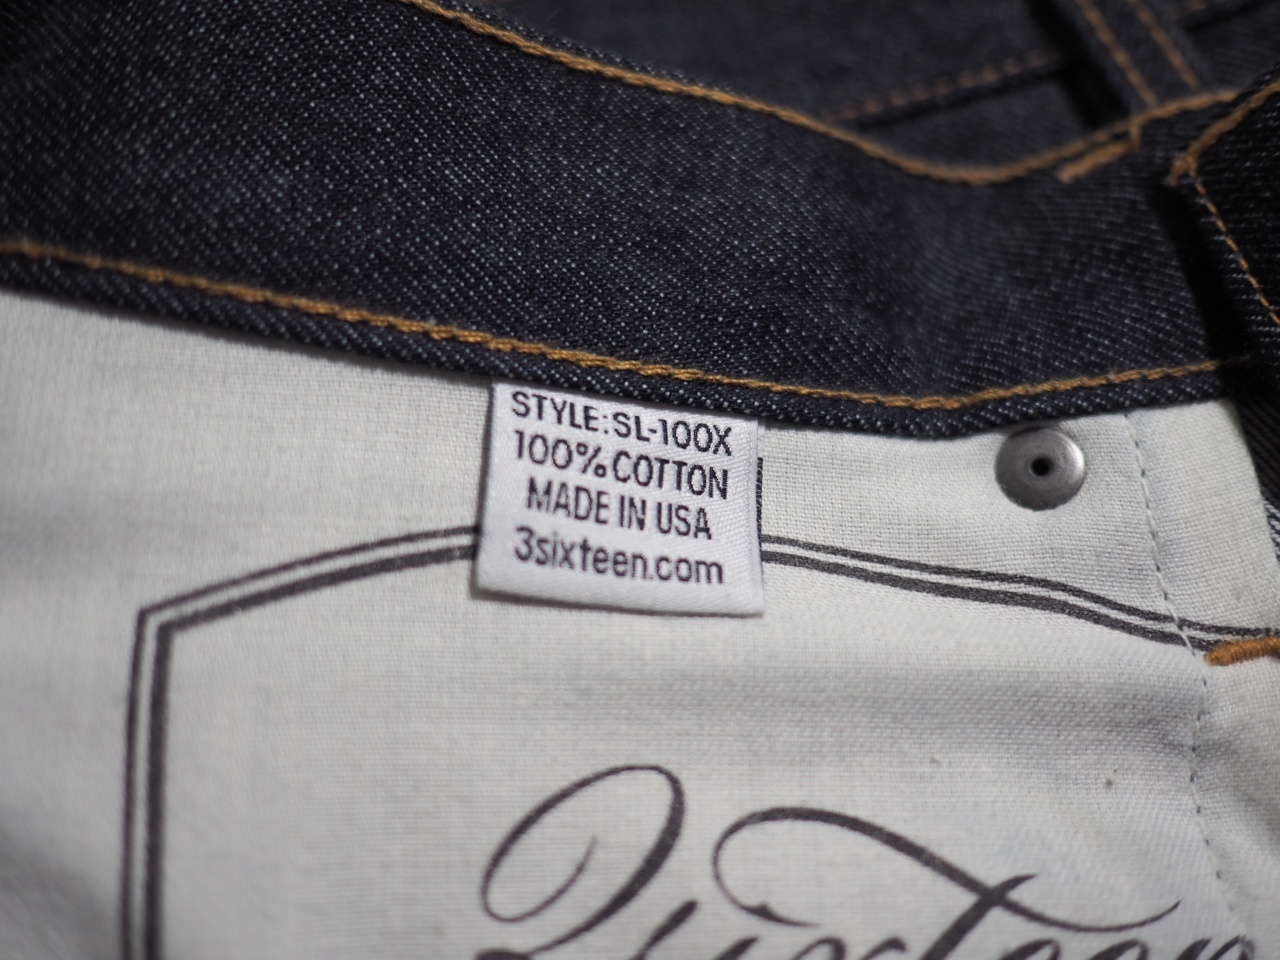 STYLE:SL-100X
100% COTTON
MADE IN USA
3sixteen.com